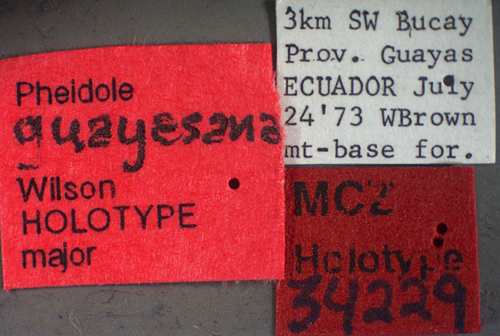 Pheidole
guayesana
Wilson
HOLOTYPE
major
3km SW Bucay
Prov. Guayas
ECUADOR July
24'73 WBrown
mt-base for.
MCZ
Holotype
34229